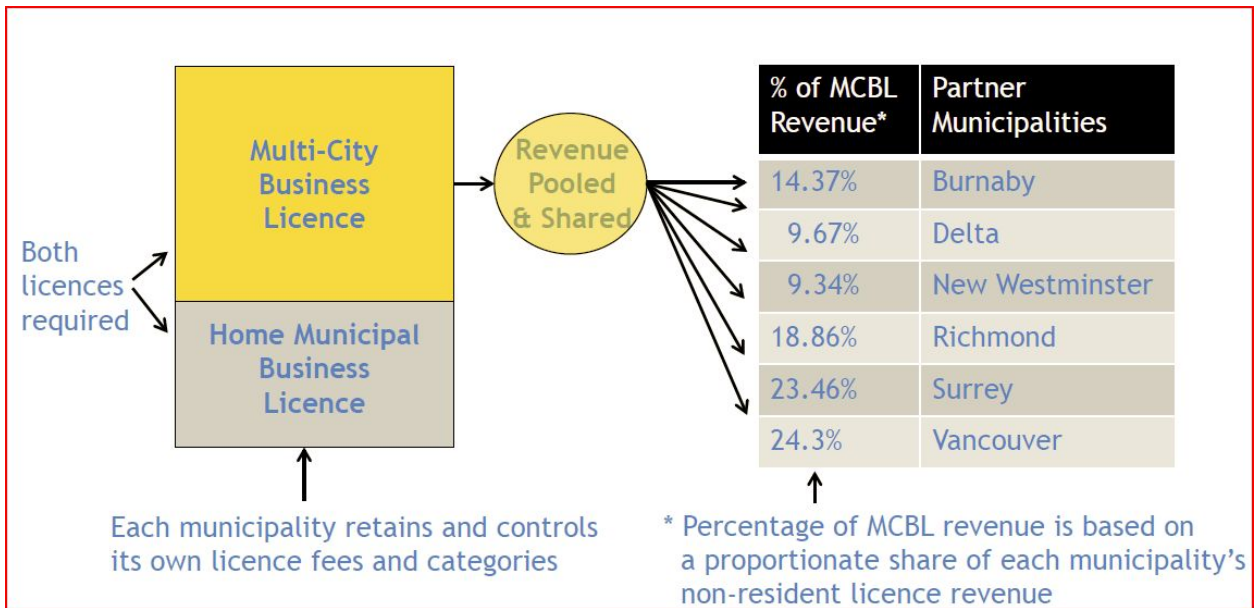 Multi-City
Business
Licence
Revenue
Pooled
& Shared
Both
licences
required
Home Municipal
Business
Licence
Each municipality retains and controls
its own licence fees and categories
% of MCBL Revenue* Partner Municipalities
14.37% Burnaby
9.67% Delta
9.34% New Westminster
18.86% Richmond
23.46% Surrey
24.3% Vancouver
* Percentage of MCBL revenue is based on
a proportionate share of each municipality's
non-resident licence revenue